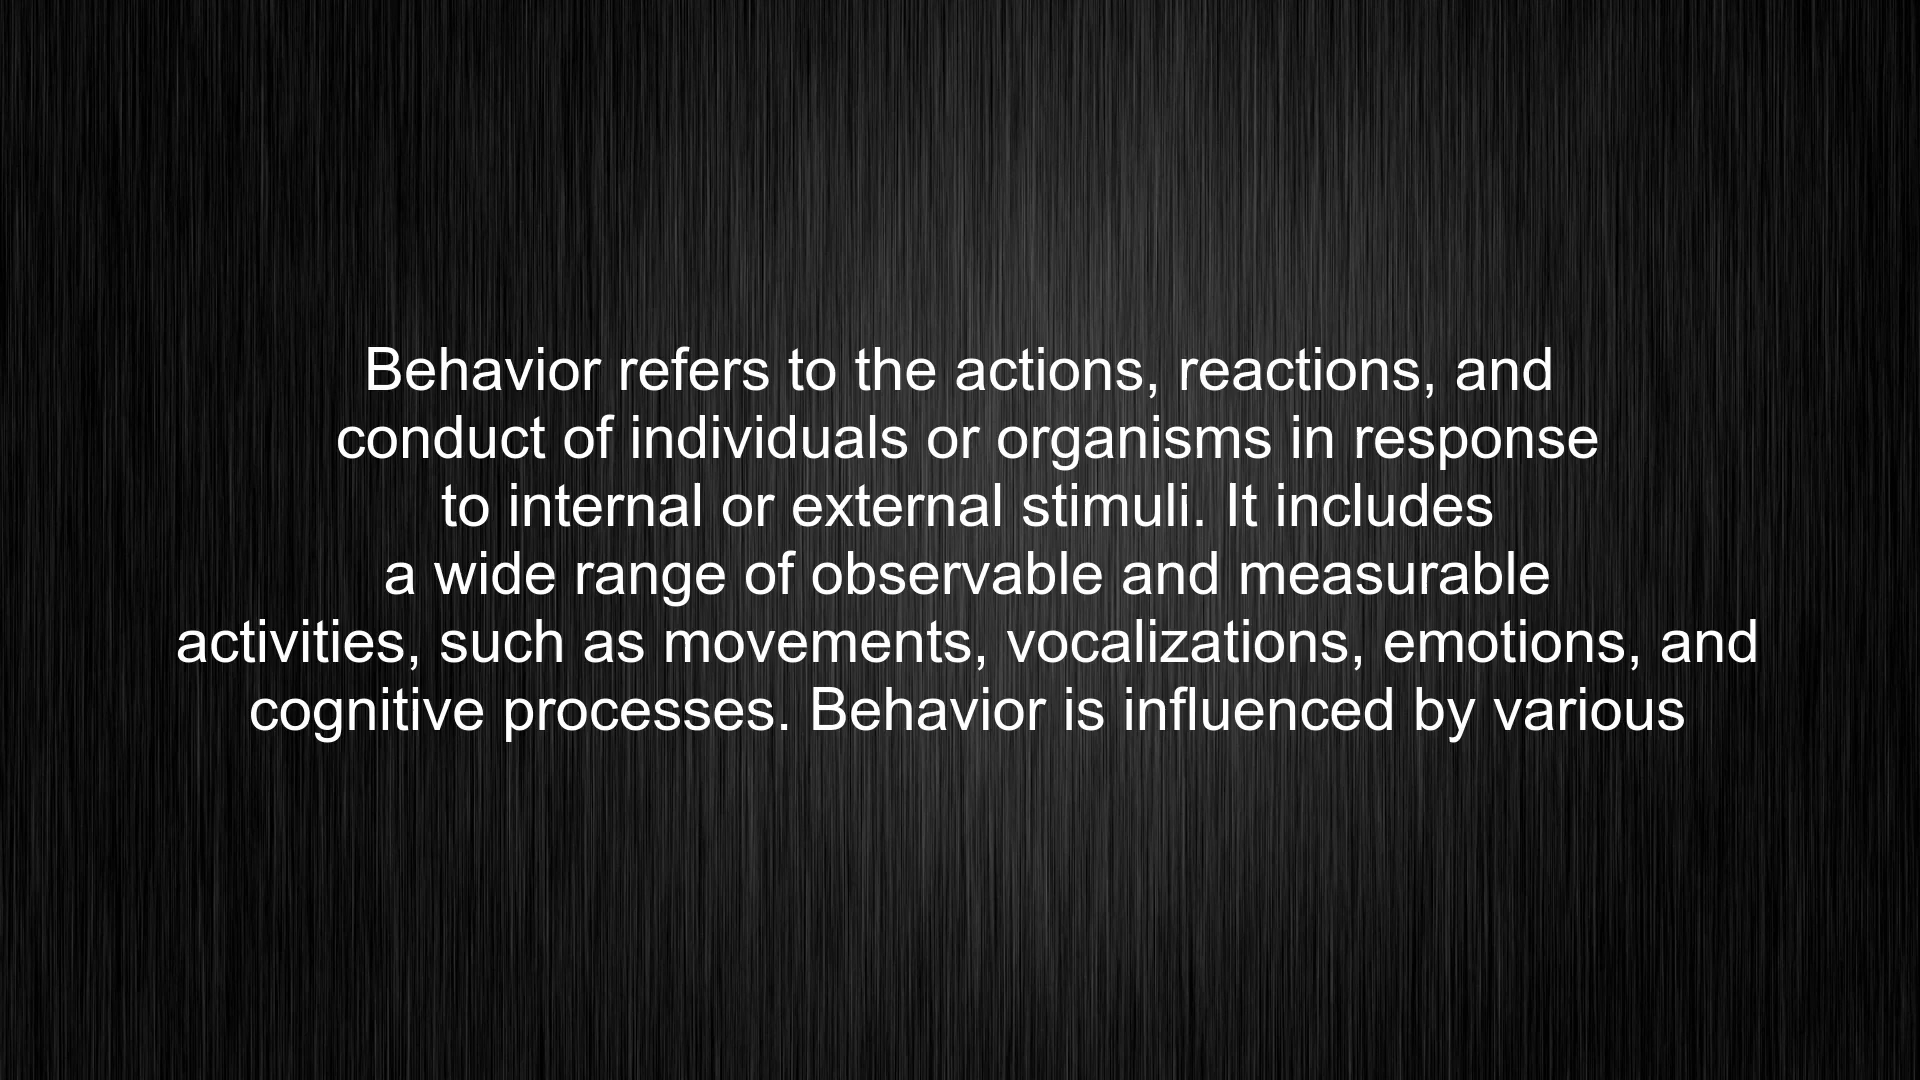 Behavior refers to the actions, reactions, and
conduct of individuals or organisms in response
to internal or external stimuli. It includes
a wide range of observable and measurable
activities, such as movements, vocalizations, emotions, and
cognitive processes. Behavior is influenced by various